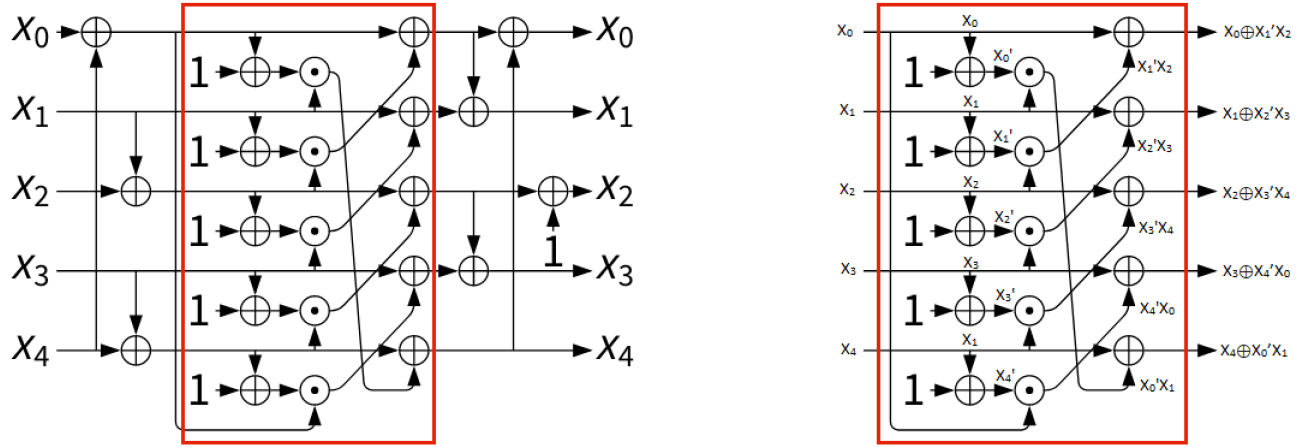 x₀ x₀
1
x₁ x₁
1
x₂ x₂
1 1
x₃ x₃
1
x₄ x₄
1
X₀ X₀ X₀⊕X₁'X₂
1 X₀' X₁'X₂
X₁ X₁ X₁⊕X₂'X₃
1 X₁' X₂'X₃
X₂ X₂ X₂⊕X₃'X₄
1 X₂' X₃'X₄
X₃ X₃ X₃⊕X₄'X₀
1 X₃' X₄'X₀
X₄ X₁ X₄⊕X₀'X₁
1 X₄' X₀'X₁